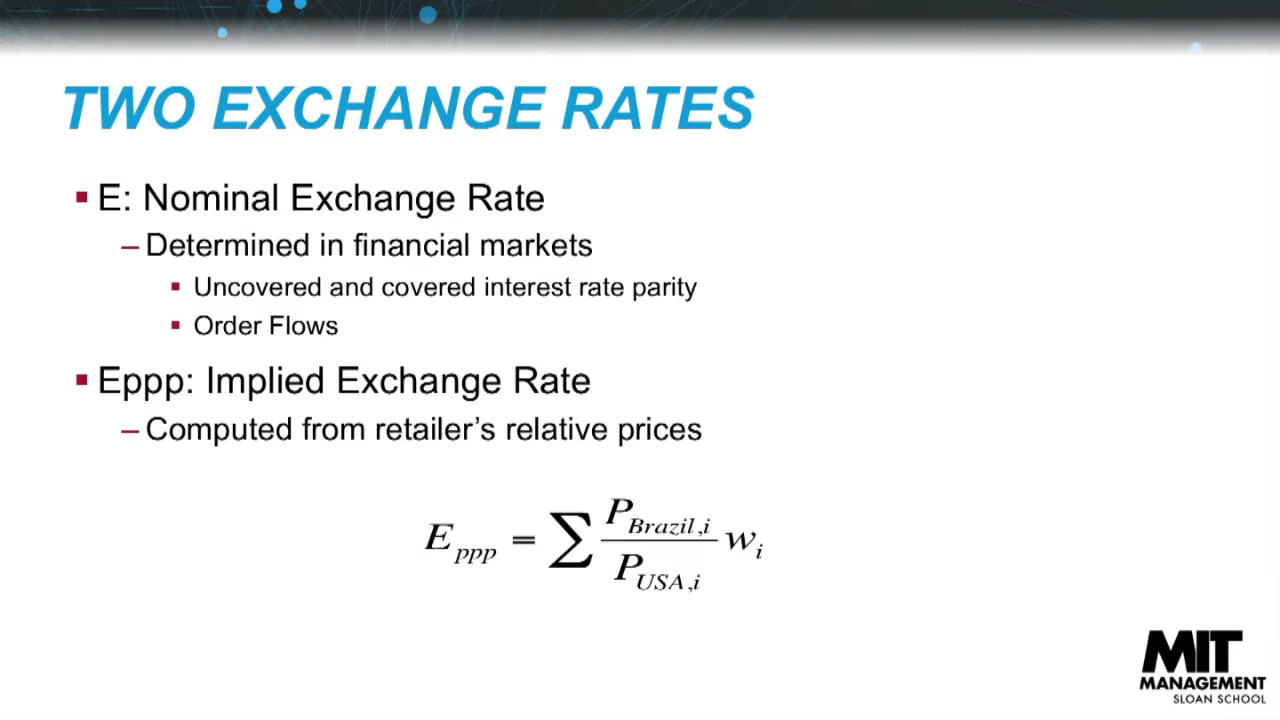 TWO EXCHANGE RATES
▪ E: Nominal Exchange Rate
– Determined in financial markets
▪ Uncovered and covered interest rate parity
▪ Order Flows
▪ Eppp: Implied Exchange Rate
– Computed from retailer’s relative prices
E_ppp = ∑ P_Brazil,i / P_USA,i w_i
MIT
MANAGEMENT
SLOAN SCHOOL